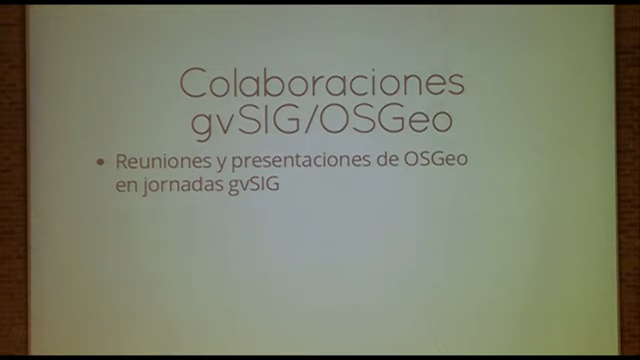 Colaboraciones
gvSIG/OSGeo
• Reuniones y presentaciones de OSGeo
en jornadas gvSIG